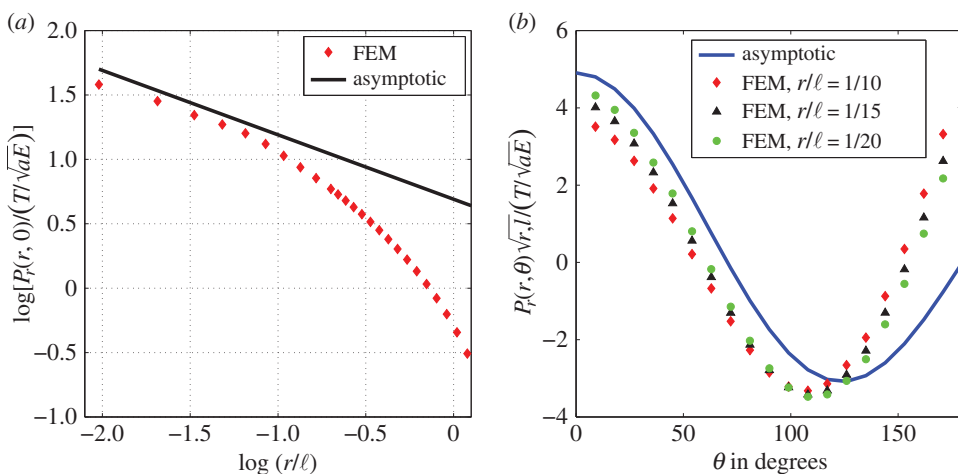 (a)
2.0
1.5
1.0
0.5
0
−0.5
−1.0
−2.0 −1.5 −1.0 −0.5 0
log (r/ℓ)
log[Pr(r, 0)/(T/√aE)]
FEM
asymptotic
(b)
6
4
2
0
−2
−4
0 50 100 150
θ in degrees
Pr(r,θ)√r,l/(T/√aE)
asymptotic
FEM, r/ℓ = 1/10
FEM, r/ℓ = 1/15
FEM, r/ℓ = 1/20